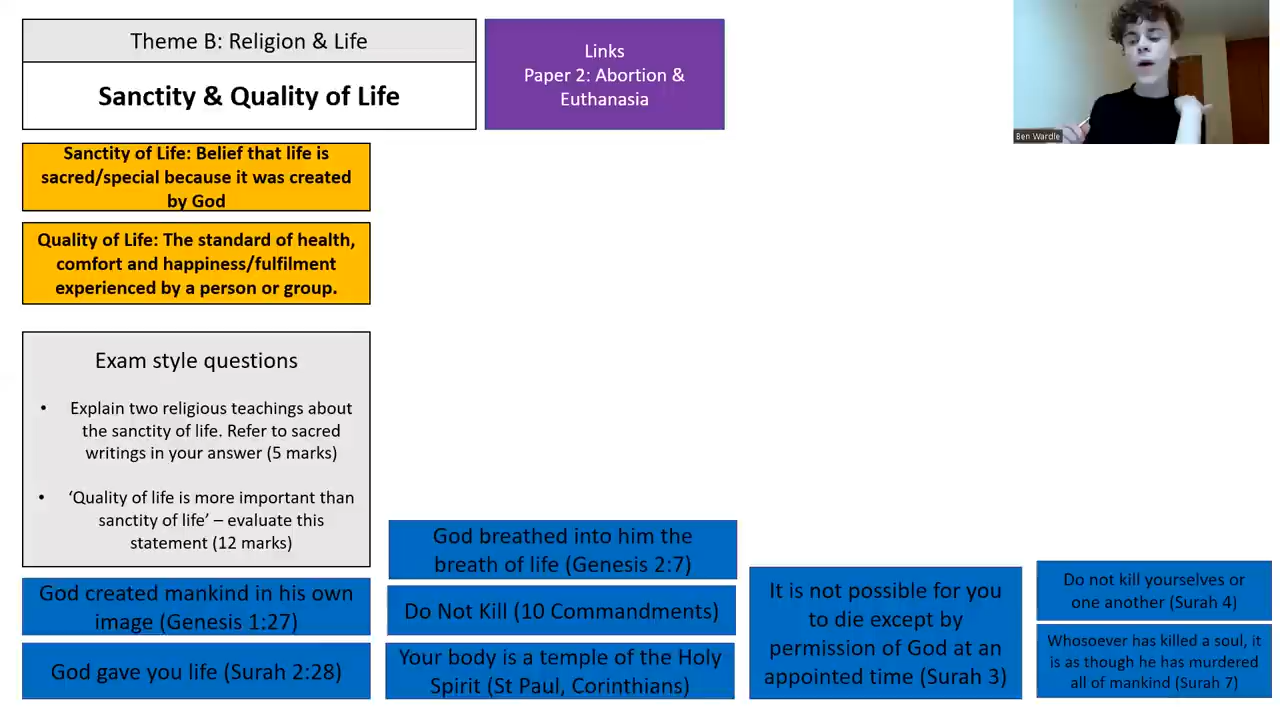 Theme B: Religion & Life
Sanctity & Quality of Life
Links
Paper 2: Abortion &
Euthanasia
Ben Wardle
Sanctity of Life: Belief that life is
sacred/special because it was created
by God
Quality of Life: The standard of health,
comfort and happiness/fulfilment
experienced by a person or group.
Exam style questions
• Explain two religious teachings about
the sanctity of life. Refer to sacred
writings in your answer (5 marks)
• ‘Quality of life is more important than
sanctity of life’ – evaluate this
statement (12 marks)
God created mankind in his own
image (Genesis 1:27)
God gave you life (Surah 2:28)
God breathed into him the
breath of life (Genesis 2:7)
Do Not Kill (10 Commandments)
Your body is a temple of the Holy
Spirit (St Paul, Corinthians)
It is not possible for you
to die except by
permission of God at an
appointed time (Surah 3)
Do not kill yourselves or
one another (Surah 4)
Whosoever has killed a soul, it
is as though he has murdered
all of mankind (Surah 7)